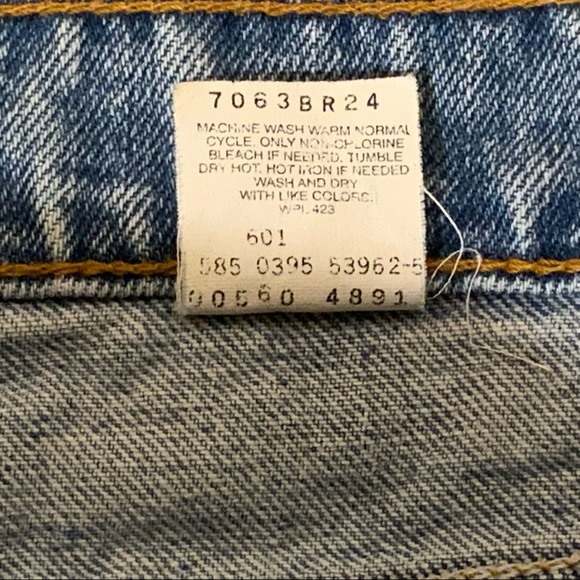 7063BR24
MACHINE WASH WARM NORMAL
CYCLE. ONLY NON-CHLORINE
BLEACH IF NEEDED. TUMBLE
DRY HOT. HOT IRON IF NEEDED
WASH AND DRY
WITH LIKE COLORS.
WPL 423
601
585 0395 53962-5
00560 4891